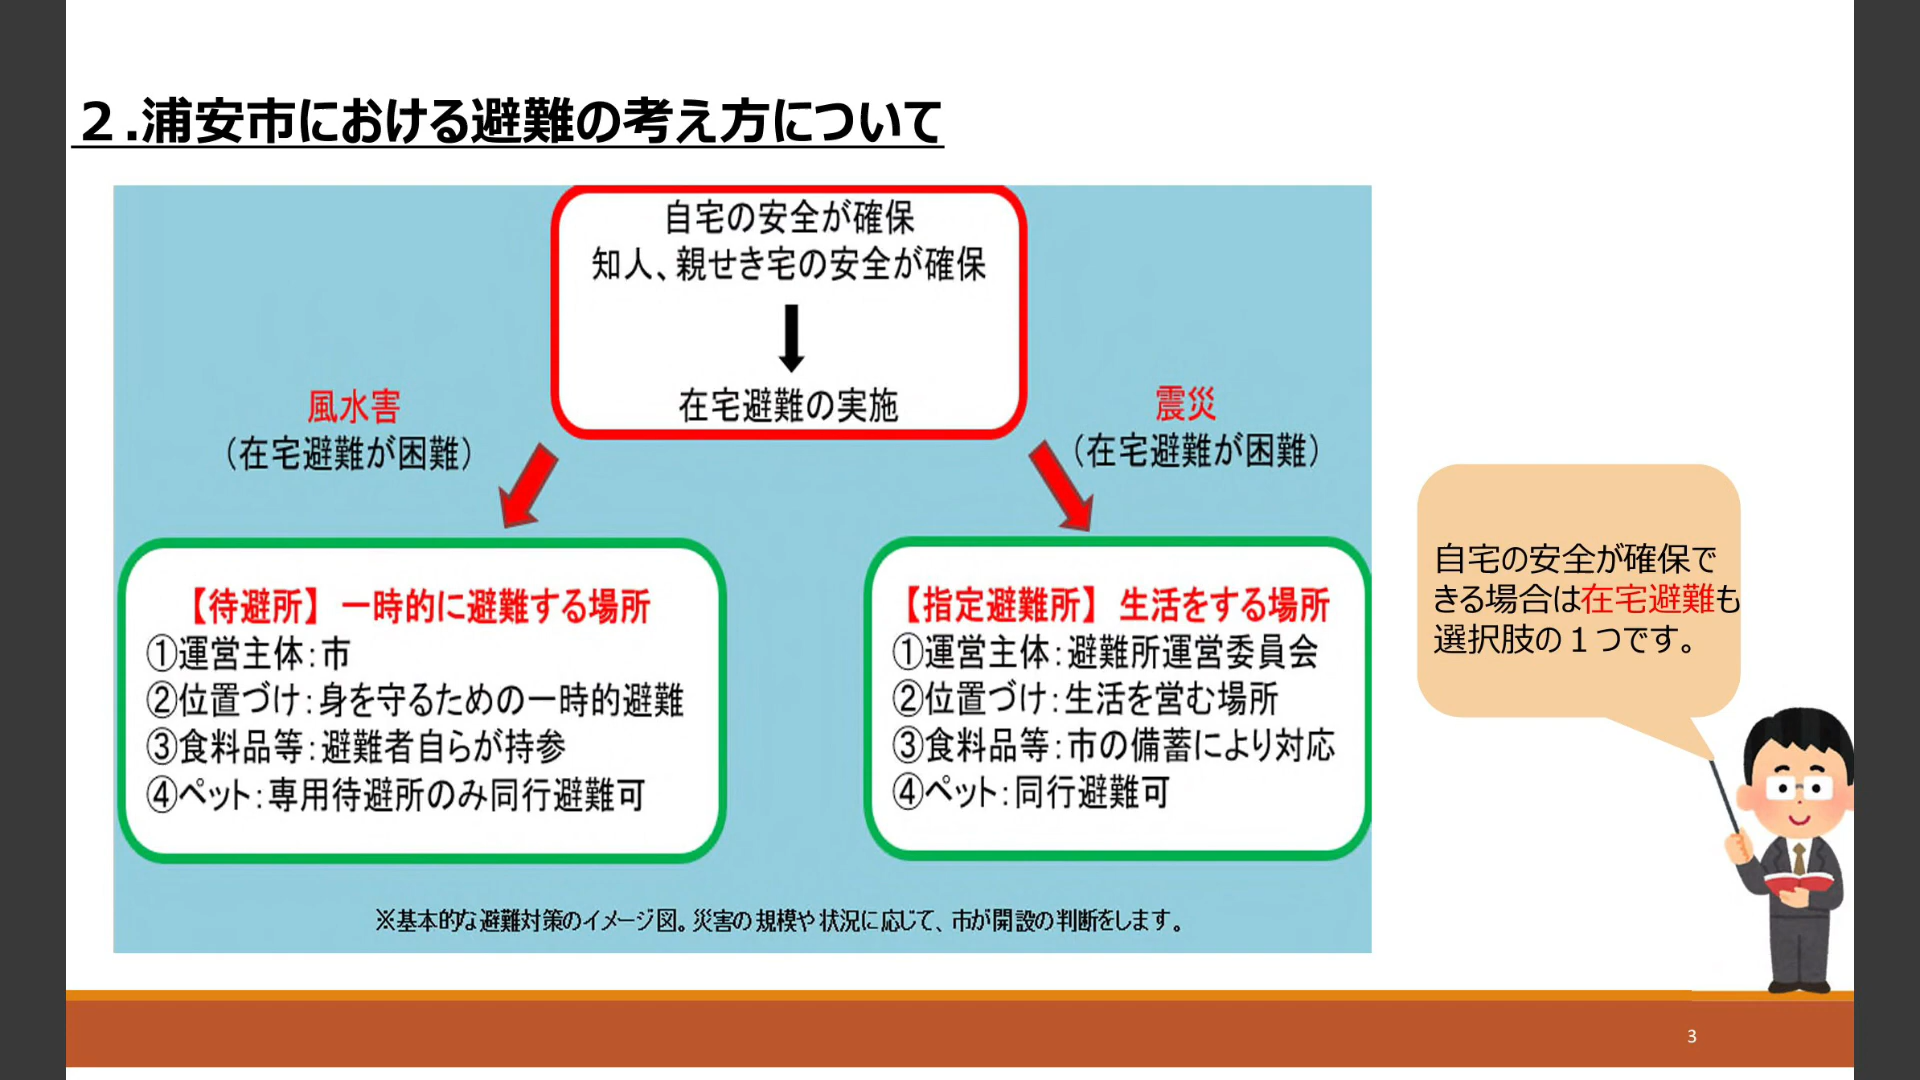 ２.浦安市における避難の考え方について
自宅の安全が確保
知人、親せき宅の安全が確保
在宅避難の実施
風水害
（在宅避難が困難）
震災
（在宅避難が困難）
【待避所】 一時的に避難する場所
①運営主体：市
②位置づけ：身を守るための一時的避難
③食料品等：避難者自らが持参
④ペット：専用待避所のみ同行避難可
【指定避難所】 生活をする場所
①運営主体：避難所運営委員会
②位置づけ：生活を営む場所
③食料品等：市の備蓄により対応
④ペット：同行避難可
※基本的な避難対策のイメージ図。災害の規模や状況に応じて、市が開設の判断をします。
自宅の安全が確保で
きる場合は在宅避難も
選択肢の１つです。
3